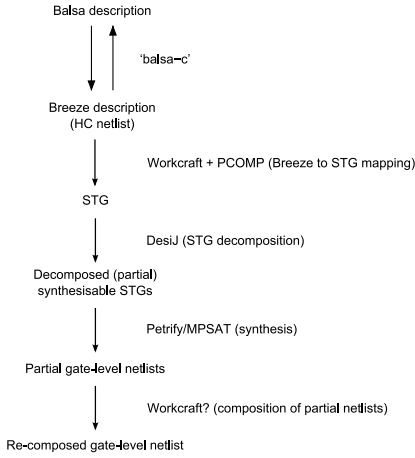 Balsa description
'balsa−c'
Breeze description
(HC netlist)
Workcraft + PCOMP (Breeze to STG mapping)
STG
DesiJ (STG decomposition)
Decomposed (partial)
synthesisable STGs
Petrify/MPSAT (synthesis)
Partial gate-level netlists
Workcraft? (composition of partial netlists)
Re-composed gate-level netlist